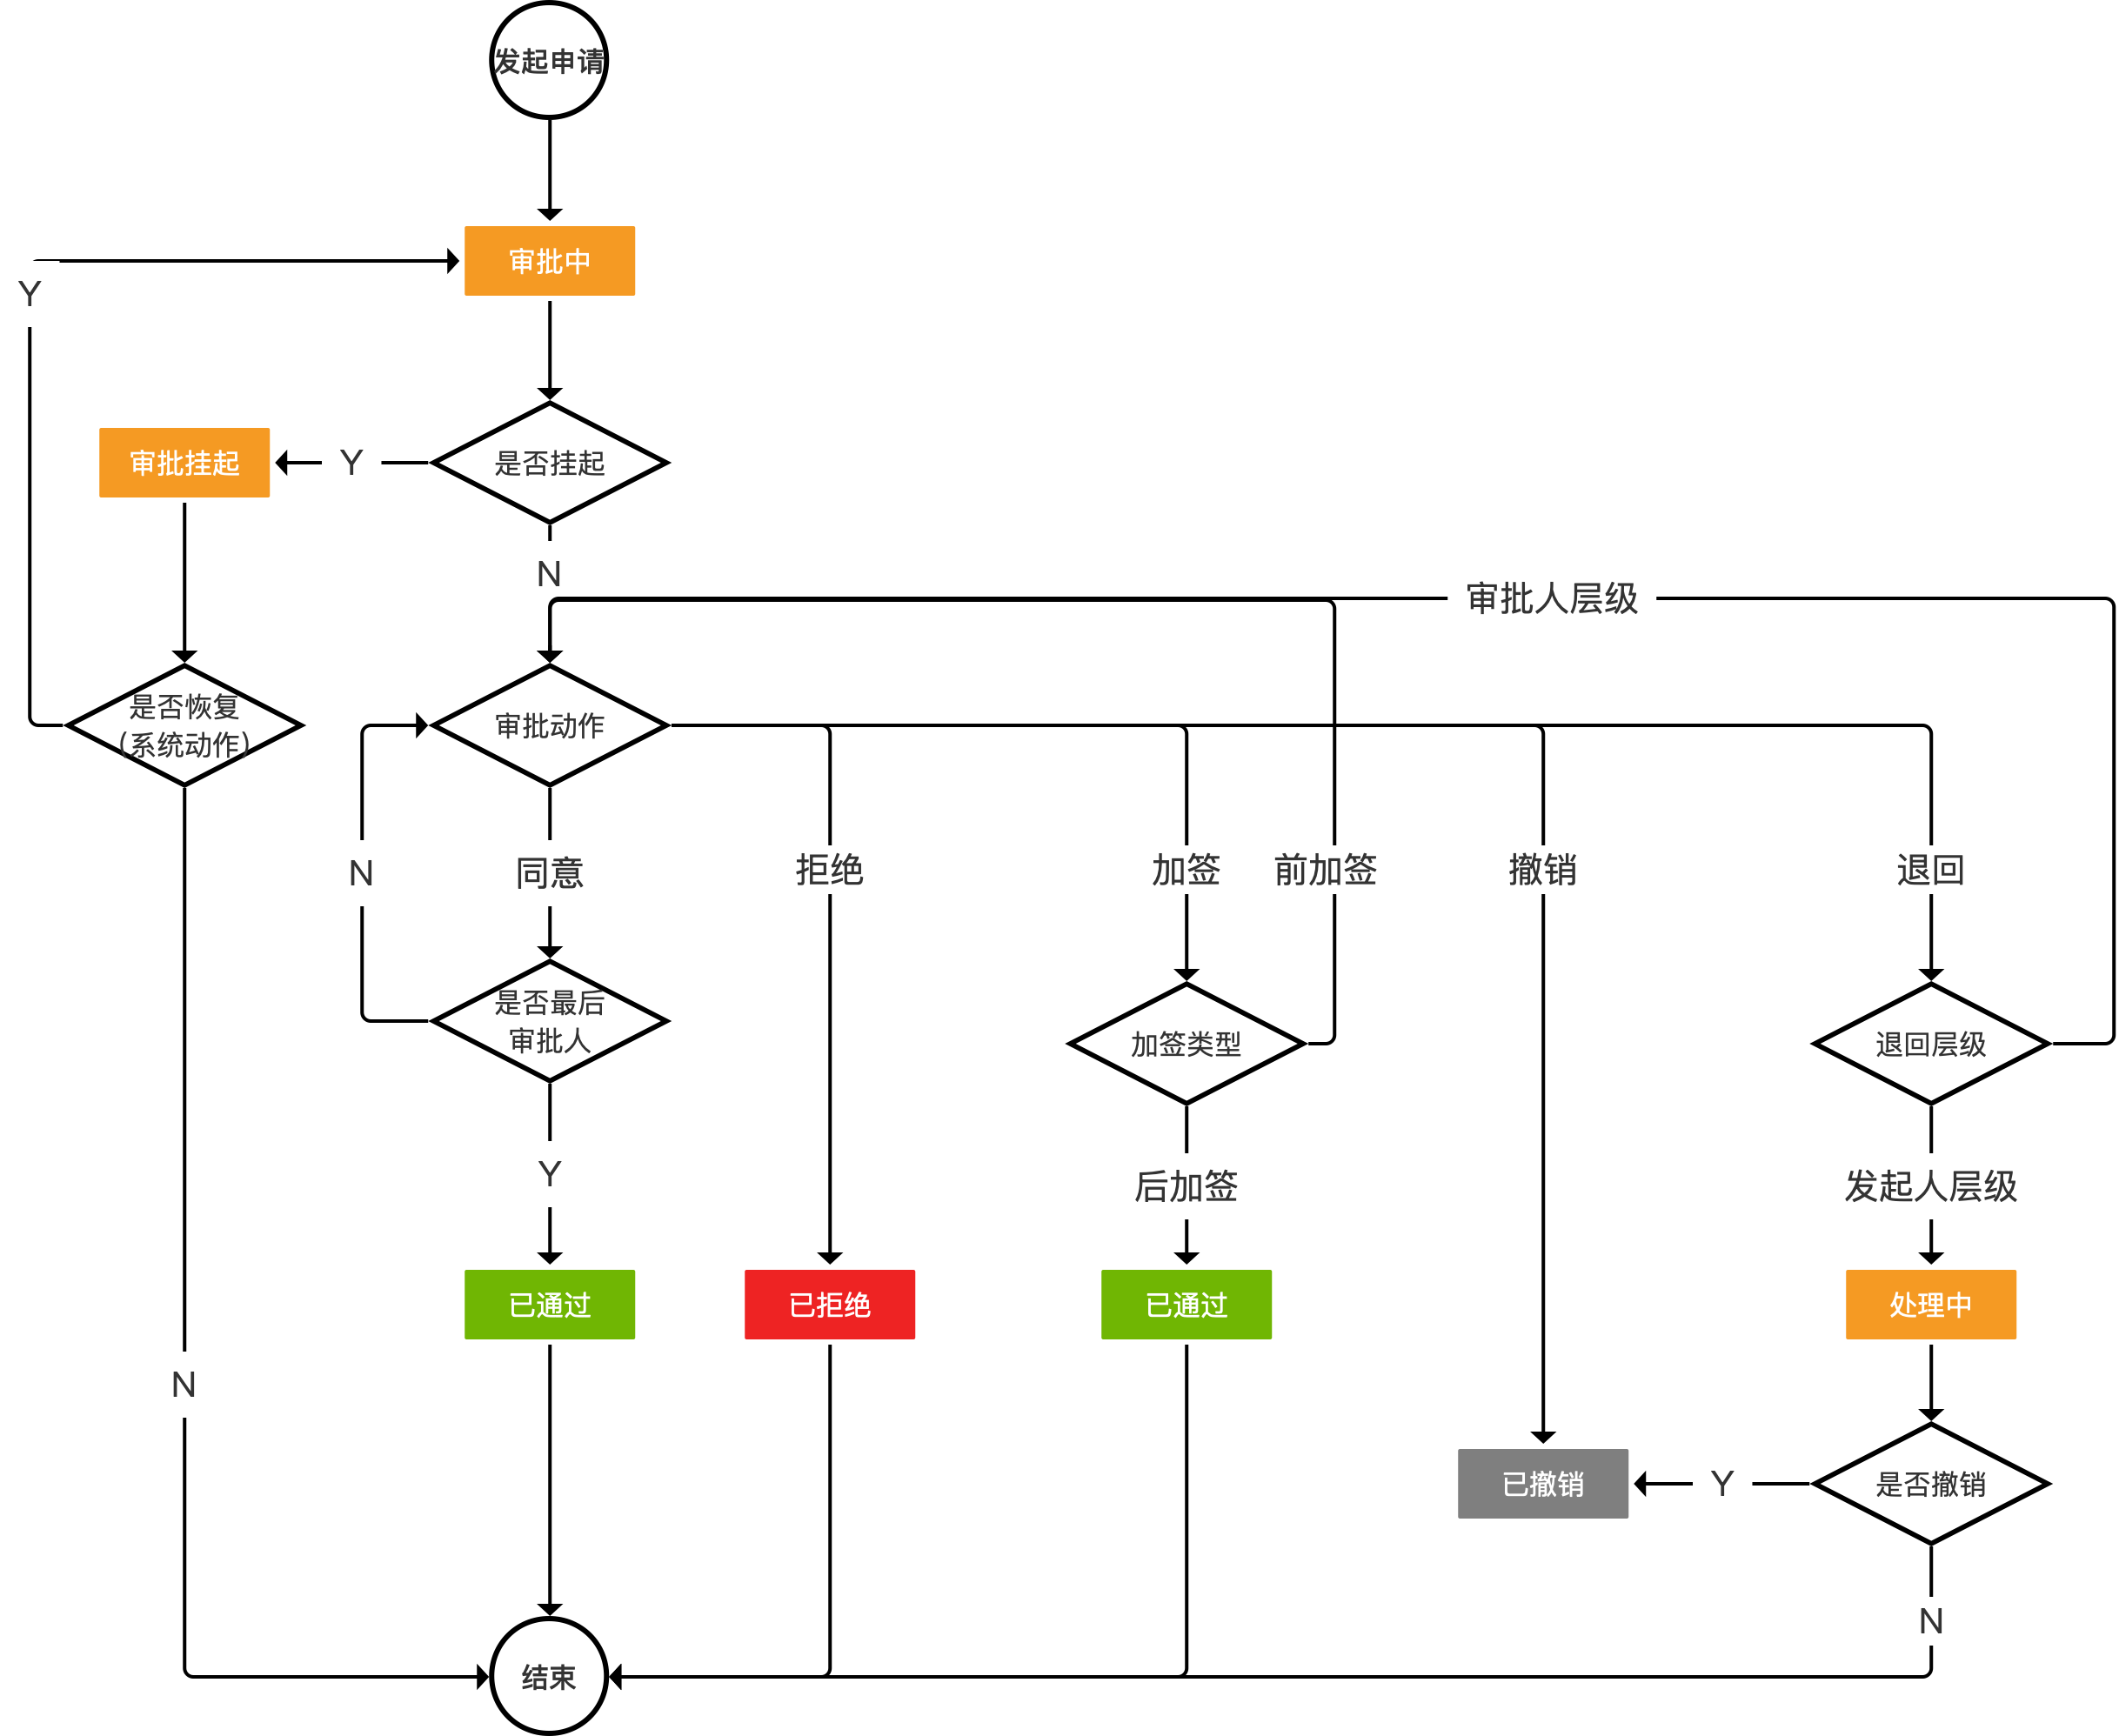 发起申请
审批中
Y
审批挂起
Y
是否挂起
N
审批人层级
是否恢复
(系统动作)
审批动作
N
同意
拒绝
加签
前加签
撤销
退回
是否最后
审批人
加签类型
退回层级
Y
后加签
发起人层级
已通过
已拒绝
已通过
处理中
N
已撤销
Y
是否撤销
N
结束